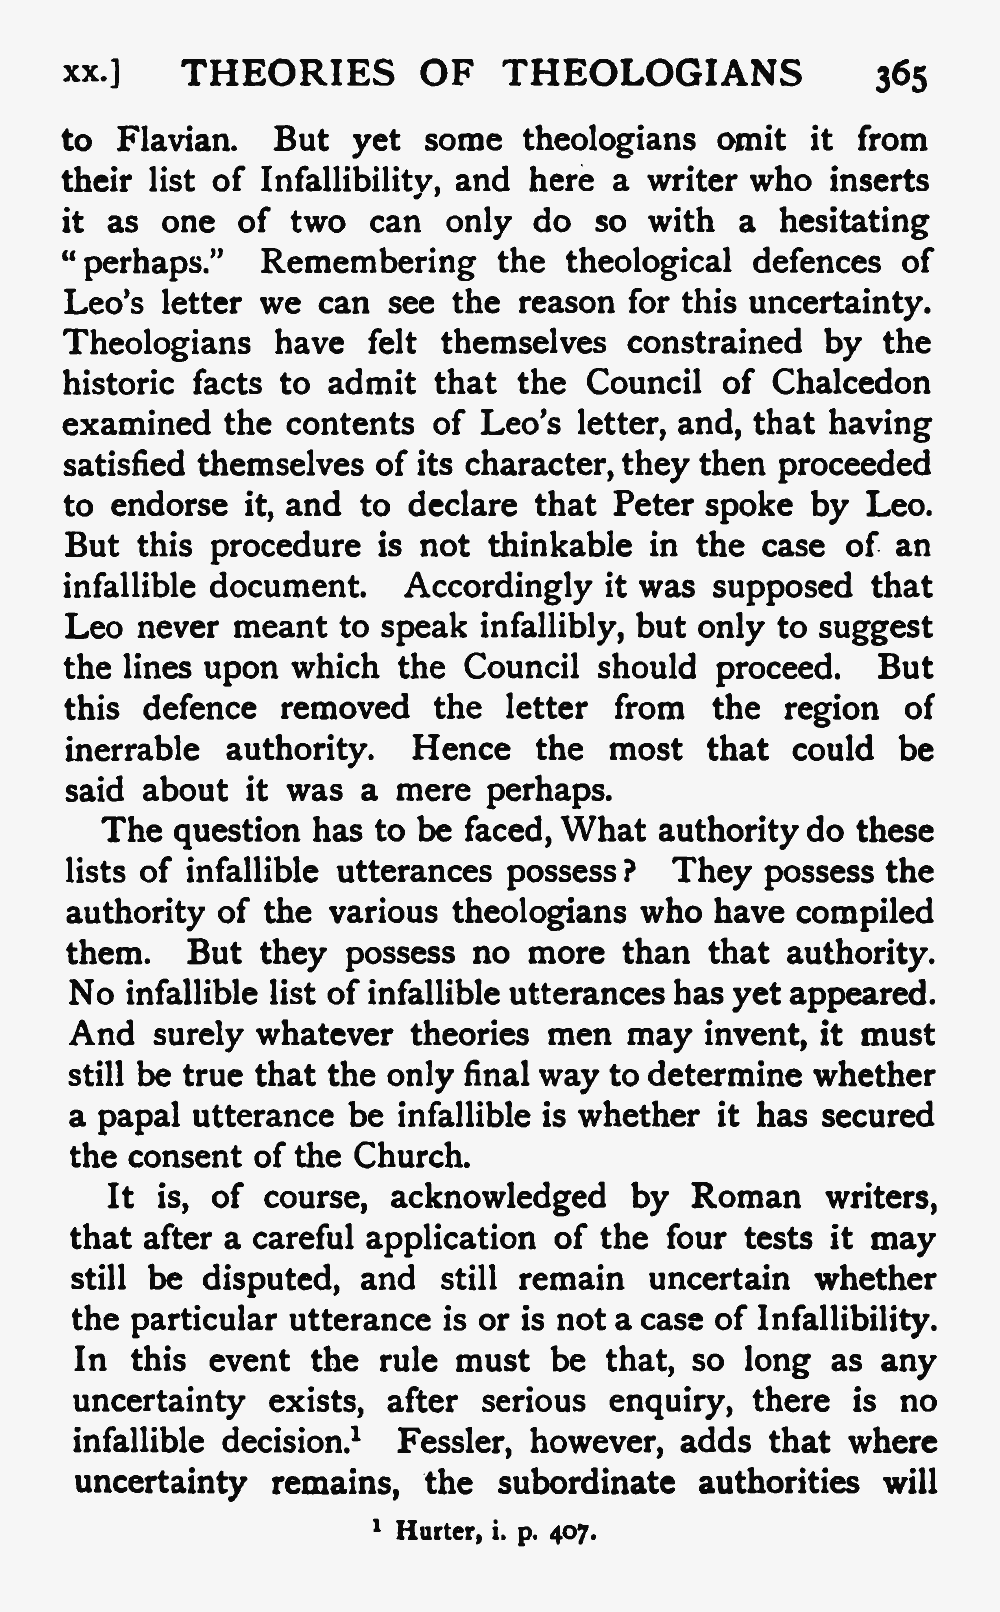 xx.] THEORIES OF THEOLOGIANS 365
to Flavian. But yet some theologians omit it from
their list of Infallibility, and here a writer who inserts
it as one of two can only do so with a hesitating
“perhaps.” Remembering the theological defences of
Leo’s letter we can see the reason for this uncertainty.
Theologians have felt themselves constrained by the
historic facts to admit that the Council of Chalcedon
examined the contents of Leo’s letter, and, that having
satisfied themselves of its character, they then proceeded
to endorse it, and to declare that Peter spoke by Leo.
But this procedure is not thinkable in the case of an
infallible document. Accordingly it was supposed that
Leo never meant to speak infallibly, but only to suggest
the lines upon which the Council should proceed. But
this defence removed the letter from the region of
inerrable authority. Hence the most that could be
said about it was a mere perhaps.
The question has to be faced, What authority do these
lists of infallible utterances possess? They possess the
authority of the various theologians who have compiled
them. But they possess no more than that authority.
No infallible list of infallible utterances has yet appeared.
And surely whatever theories men may invent, it must
still be true that the only final way to determine whether
a papal utterance be infallible is whether it has secured
the consent of the Church.
It is, of course, acknowledged by Roman writers,
that after a careful application of the four tests it may
still be disputed, and still remain uncertain whether
the particular utterance is or is not a case of Infallibility.
In this event the rule must be that, so long as any
uncertainty exists, after serious enquiry, there is no
infallible decision.¹ Fessler, however, adds that where
uncertainty remains, the subordinate authorities will
¹ Hurter, i. p. 407.